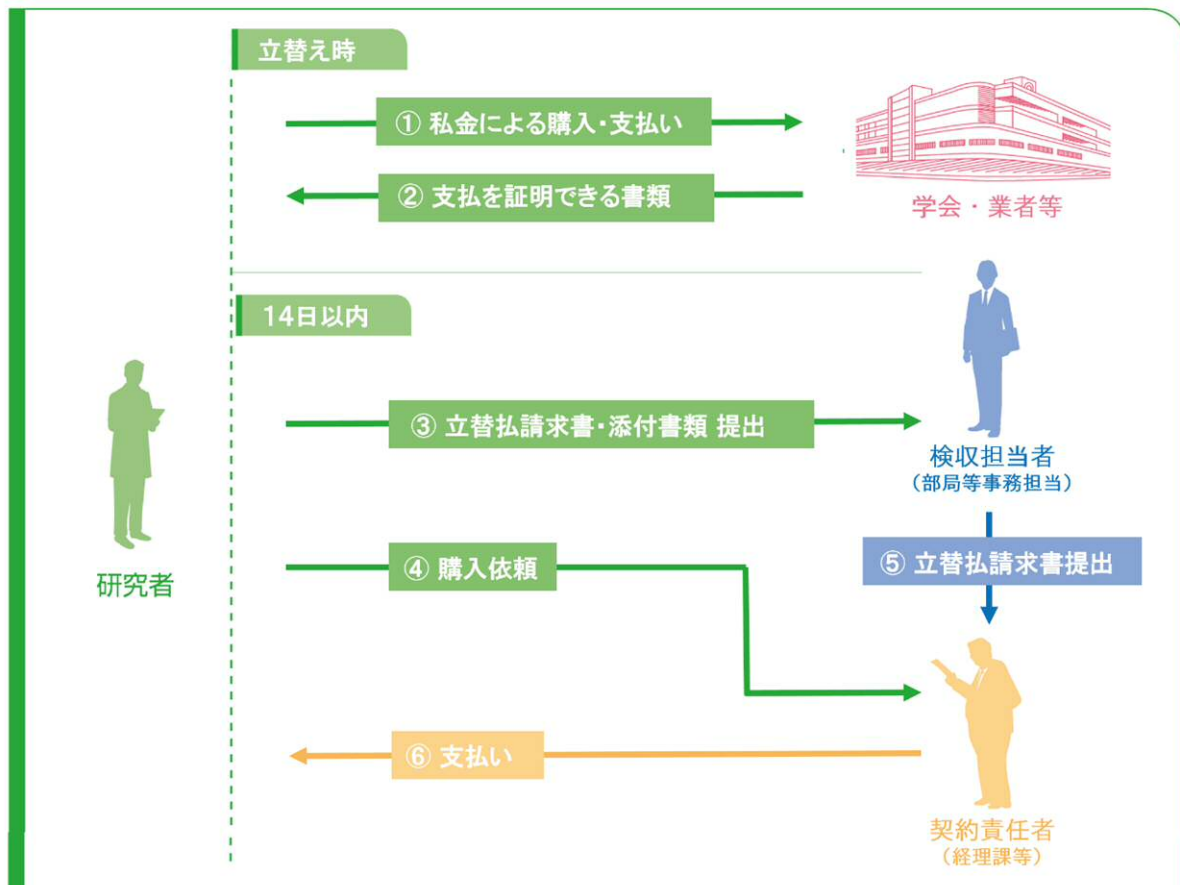 立替え時
① 私金による購入・支払い
② 支払を証明できる書類
学会・業者等
14日以内
③ 立替払請求書・添付書類 提出
検収担当者
（部局等事務担当）
研究者
④ 購入依頼
⑤ 立替払請求書提出
⑥ 支払い
契約責任者
（経理課等）